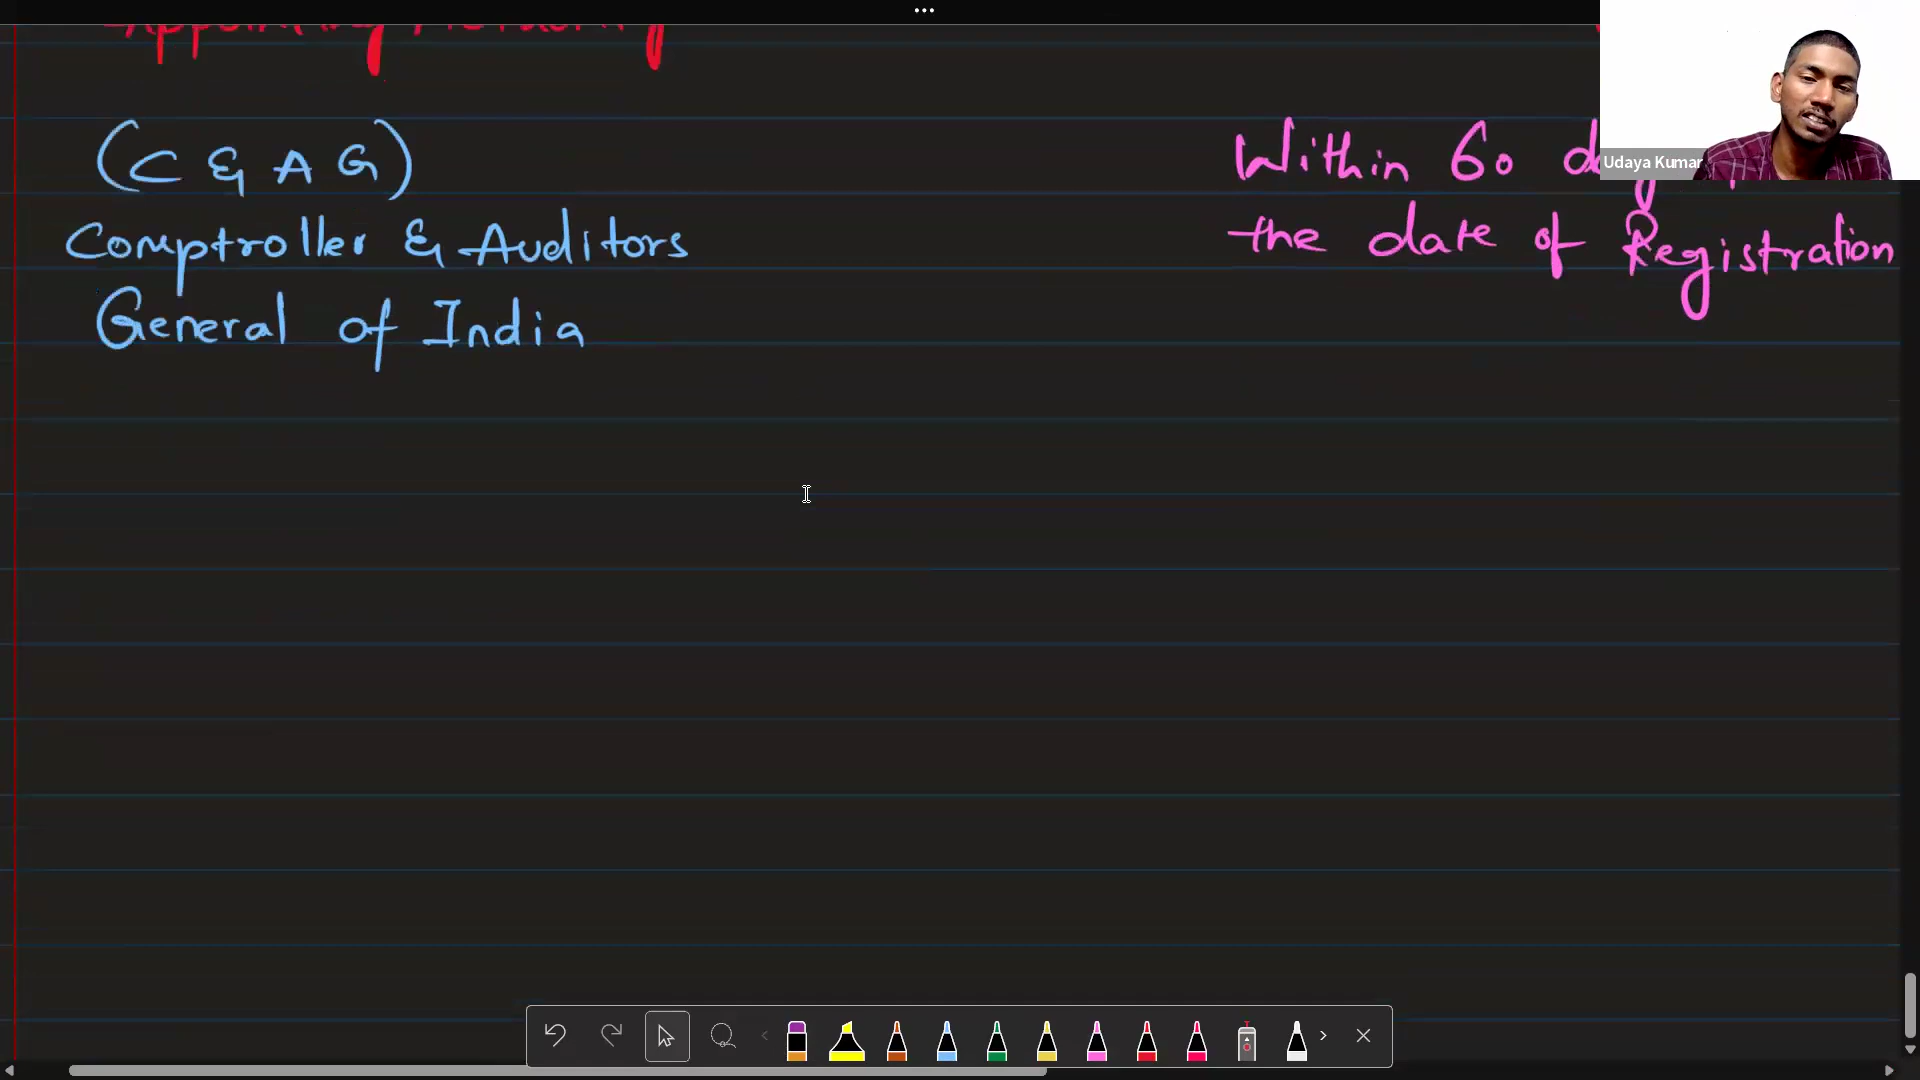 (C & A G)
Comptroller & Auditors
General of India
Within 60
the date of Registration
Udaya Kumar